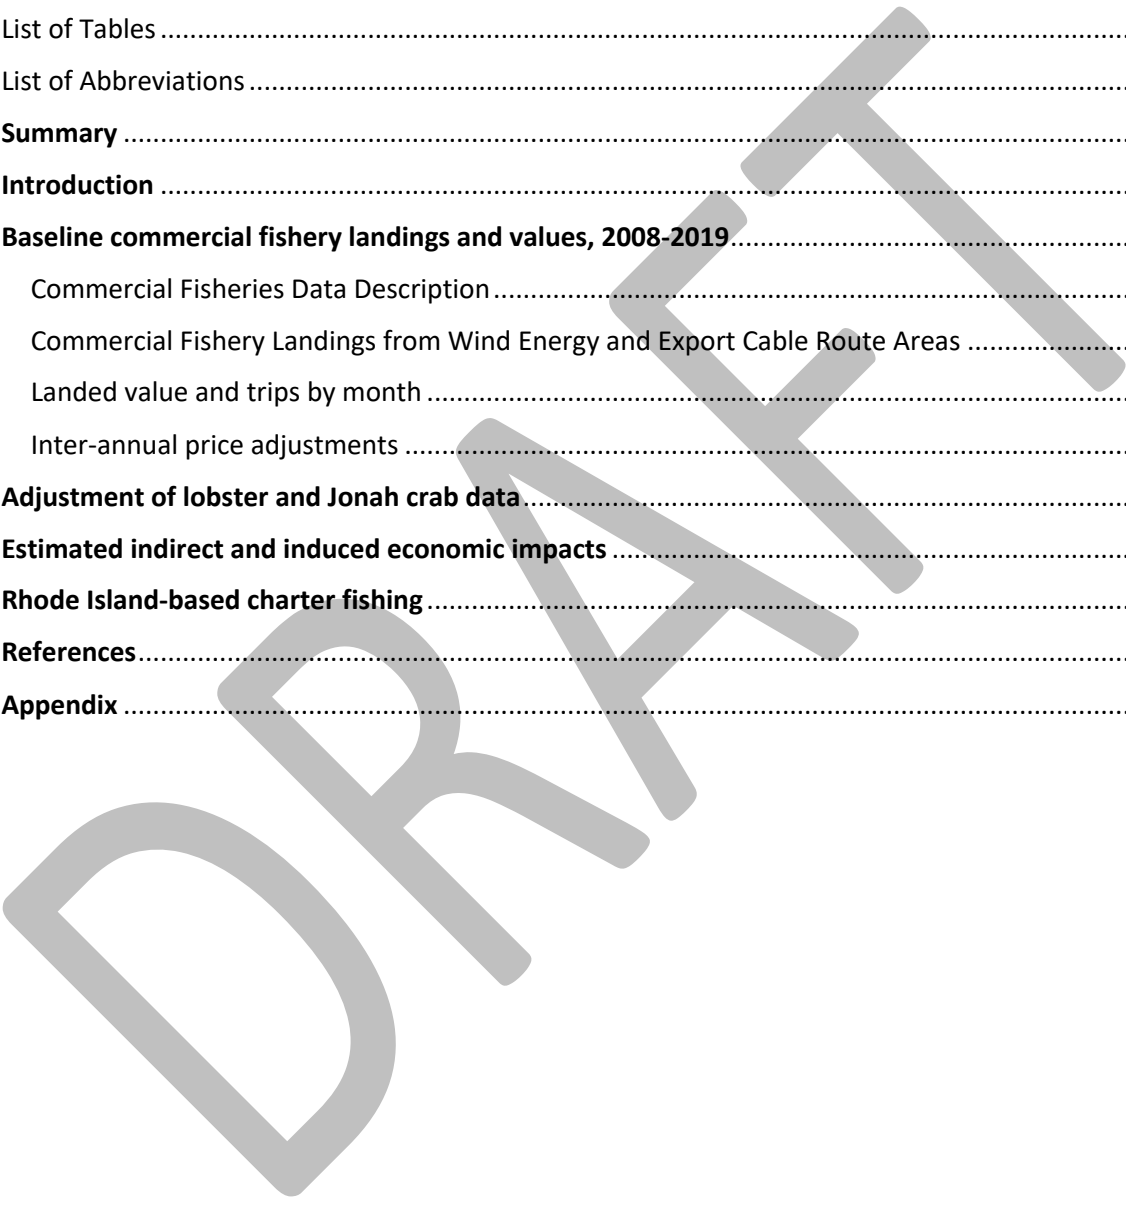 List of Tables ........................................................................................................................
List of Abbreviations ........................................................................................................................
Summary ........................................................................................................................
Introduction ........................................................................................................................
Baseline commercial fishery landings and values, 2008-2019 ............................................................
Commercial Fisheries Data Description ............................................................................................
Commercial Fishery Landings from Wind Energy and Export Cable Route Areas ......................
Landed value and trips by month ............................................................................................
Inter-annual price adjustments ............................................................................................
Adjustment of lobster and Jonah crab data ............................................................................................
Estimated indirect and induced economic impacts ..............................................................................
Rhode Island-based charter fishing ............................................................................................
References ........................................................................................................................
Appendix ........................................................................................................................
DRAFT